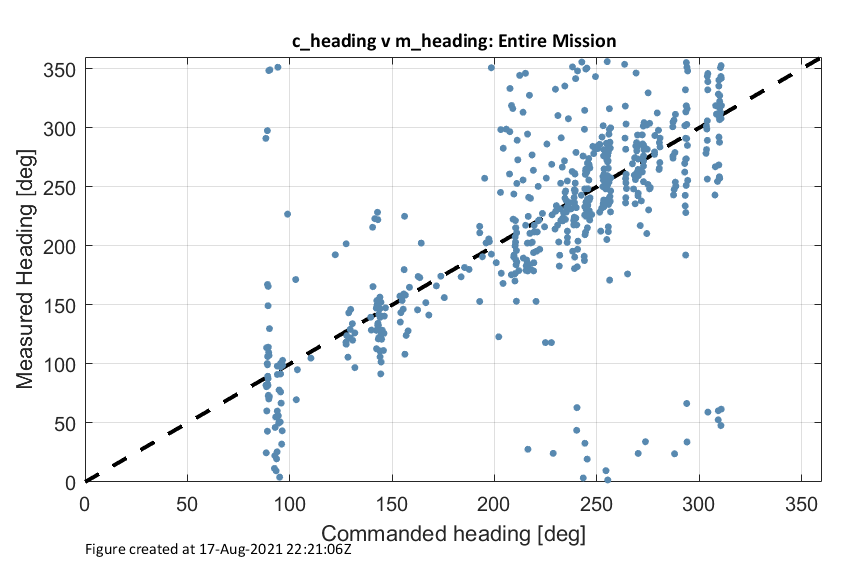 c_heading v m_heading: Entire Mission
Measured Heading [deg]
350
300
250
200
150
100
50
0
0 50 100 150 200 250 300 350
Commanded heading [deg]
Figure created at 17-Aug-2021 22:21:06Z